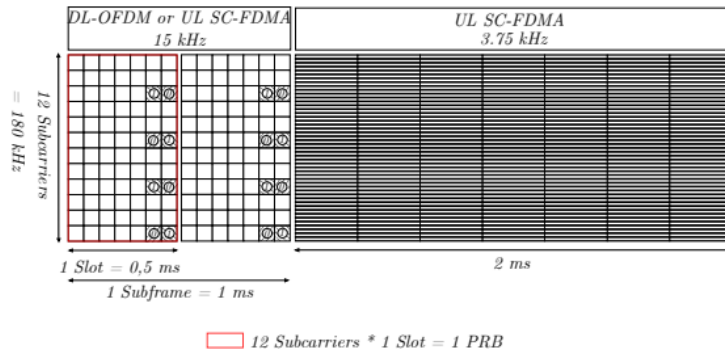 DL-OFDM or UL SC-FDMA
15 kHz
UL SC-FDMA
3.75 kHz
12 Subcarriers
= 180 kHz
1 Slot = 0,5 ms
1 Subframe = 1 ms
2 ms
12 Subcarriers * 1 Slot = 1 PRB